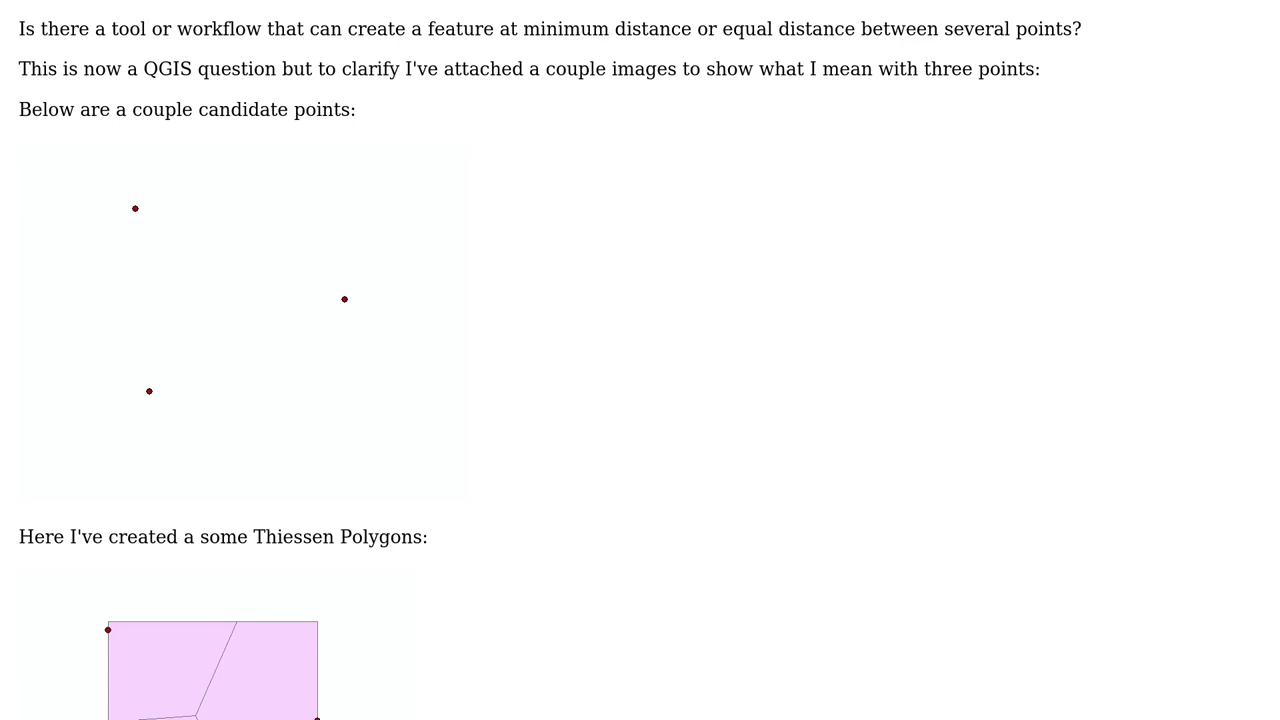 Is there a tool or workflow that can create a feature at minimum distance or equal distance between several points?
This is now a QGIS question but to clarify I've attached a couple images to show what I mean with three points:
Below are a couple candidate points:
Here I've created a some Thiessen Polygons: